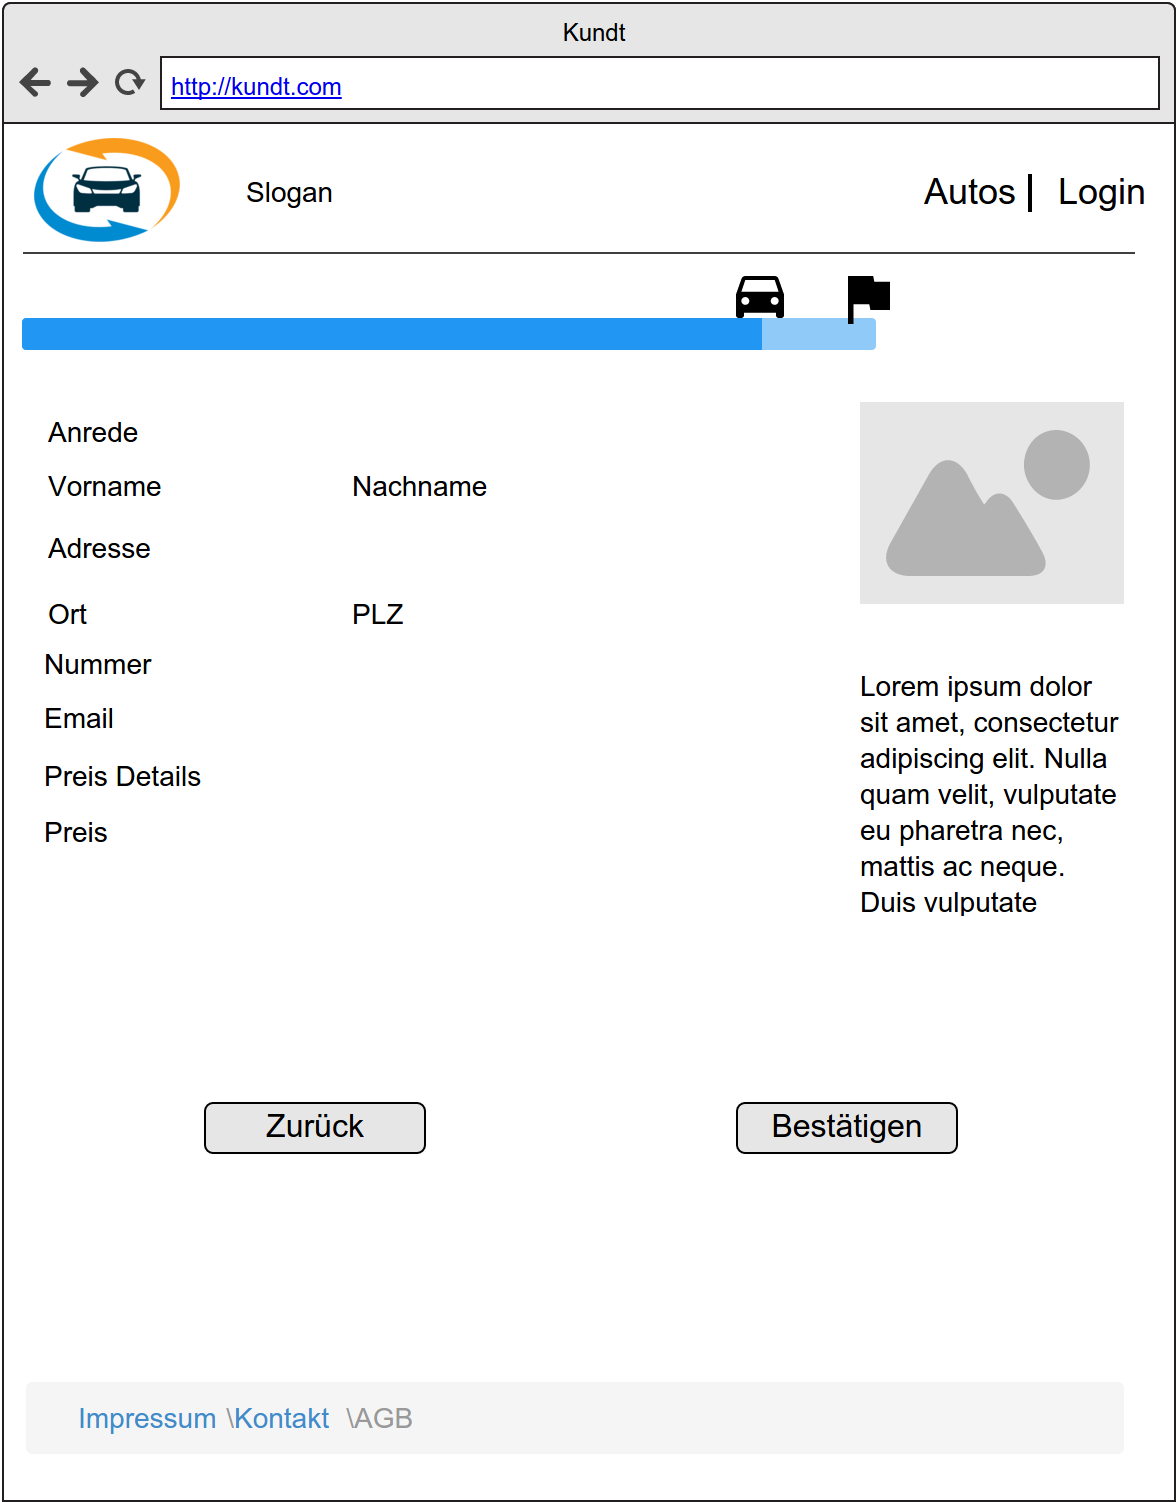 Kundt
http://kundt.com
Slogan
Autos | Login
Anrede
Vorname Nachname
Adresse
Ort PLZ
Nummer
Email
Preis Details
Preis
Lorem ipsum dolor
sit amet, consectetur
adipiscing elit. Nulla
quam velit, vulputate
eu pharetra nec,
mattis ac neque.
Duis vulputate
Zurück Bestätigen
Impressum \Kontakt \AGB